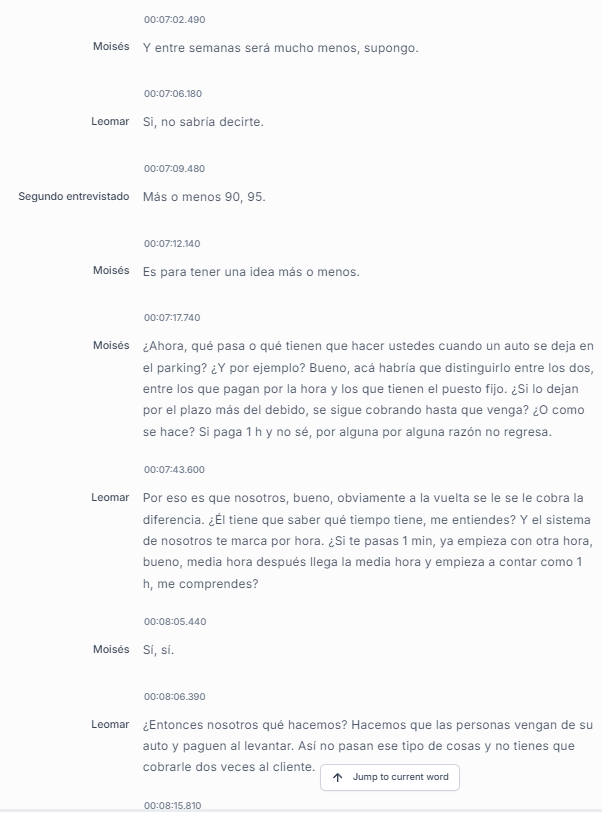 00:07:02.490
Moisés Y entre semanas será mucho menos, supongo.
00:07:06.180
Leomar Si, no sabría decirte.
00:07:09.480
Segundo entrevistado Más o menos 90, 95.
00:07:12.140
Moisés Es para tener una idea más o menos.
00:07:17.740
Moisés ¿Ahora, qué pasa o qué tienen que hacer ustedes cuando un auto se deja en
el parking? ¿Y por ejemplo? Bueno, acá habría que distinguirlo entre los dos,
entre los que pagan por la hora y los que tienen el puesto fijo. ¿Si lo dejan
por el plazo más del debido, se sigue cobrando hasta que venga? ¿O como
se hace? Si paga 1 h y no sé, por alguna por alguna razón no regresa.
00:07:43.600
Leomar Por eso es que nosotros, bueno, obviamente a la vuelta se le se le cobra la
diferencia. ¿Él tiene que saber qué tiempo tiene, me entiendes? Y el sistema
de nosotros te marca por hora. ¿Si te pasas 1 min, ya empieza con otra hora,
bueno, media hora después llega la media hora y empieza a contar como 1
h, me comprendes?
00:08:05.440
Moisés Sí, sí.
00:08:06.390
Leomar ¿Entonces nosotros qué hacemos? Hacemos que las personas vengan de su
auto y paguen al levantar. Así no pasan ese tipo de cosas y no tienes que
cobrarle dos veces al cliente.
Jump to current word
00:08:15.810